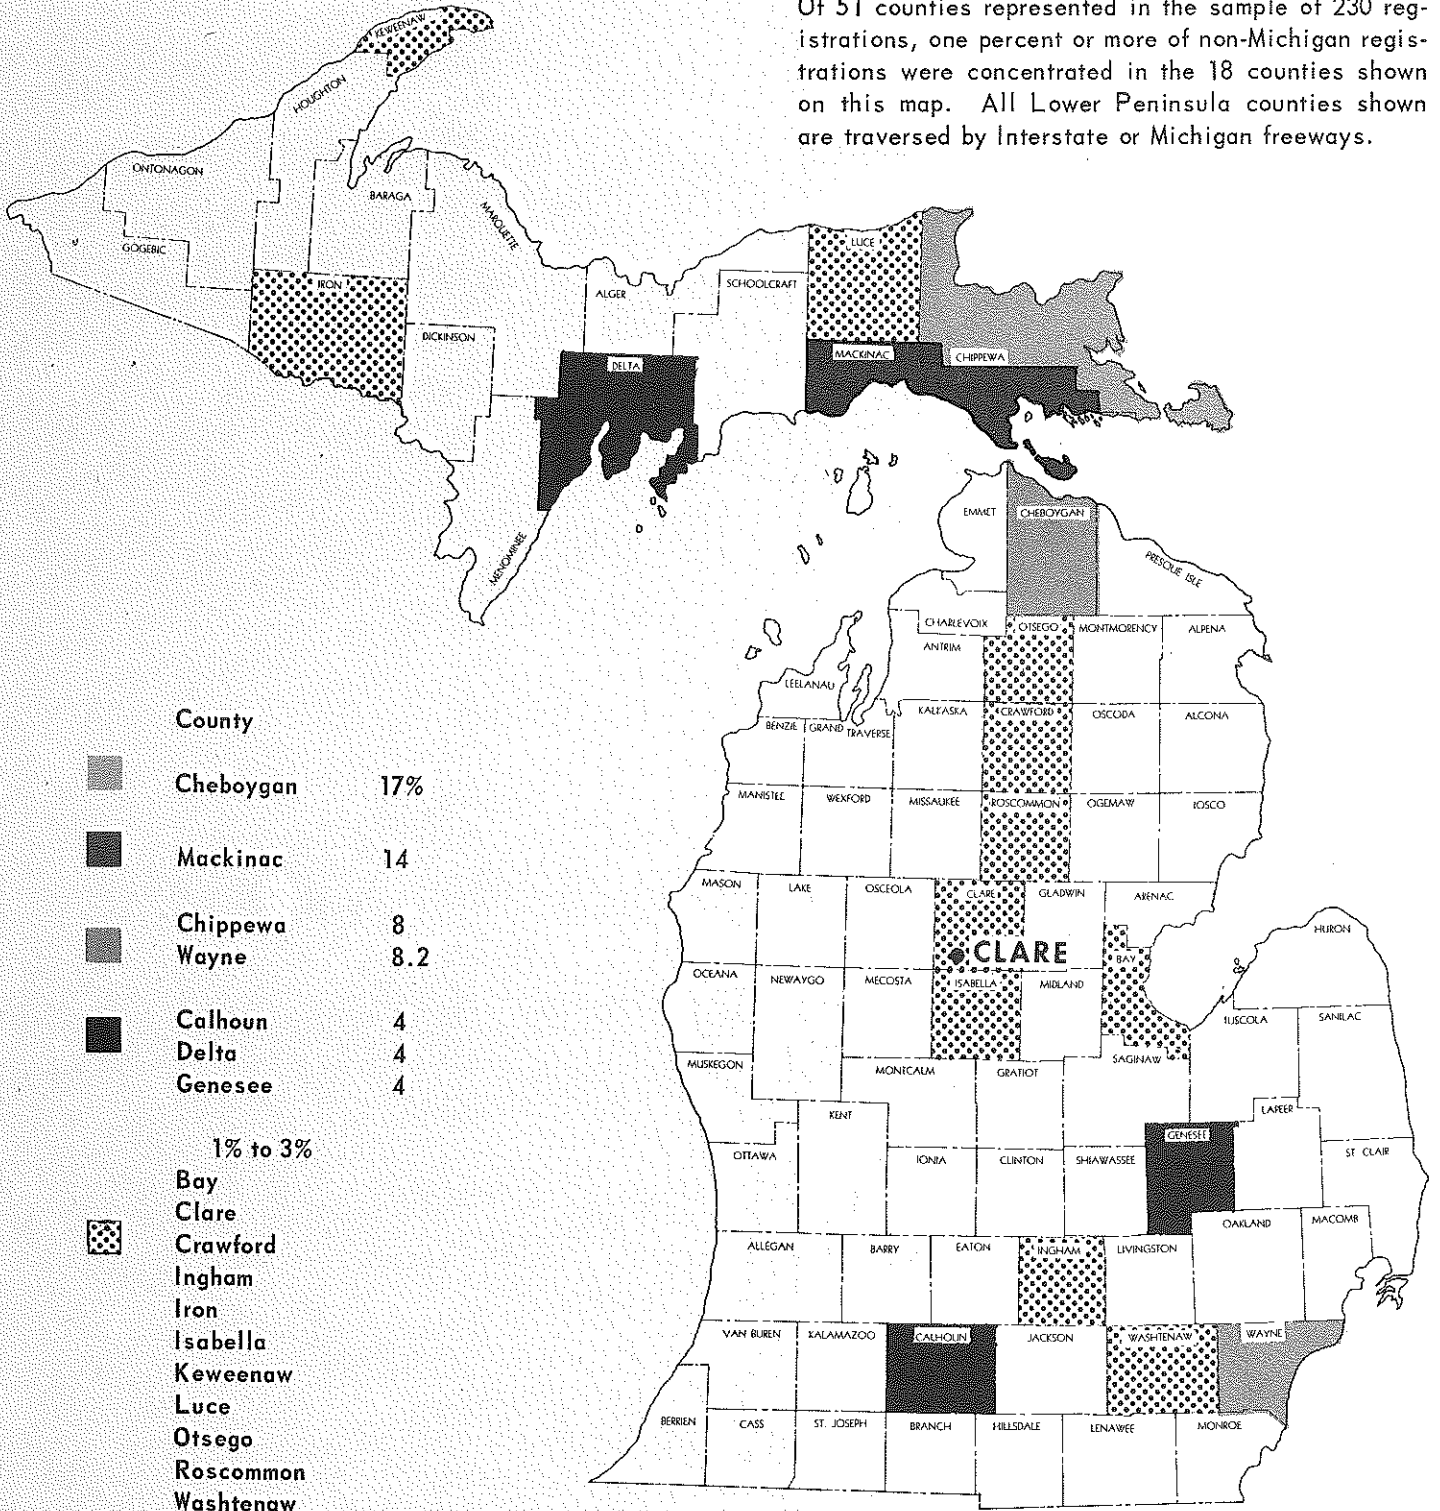 Of 51 counties represented in the sample of 230 reg-
istrations, one percent or more of non-Michigan regis-
trations were concentrated in the 18 counties shown
on this map. All Lower Peninsula counties shown
are traversed by Interstate or Michigan freeways.
KEWEENAW
HOUGHTON
ONTONAGON
BARAGA
MARQUETTE
GOGEBIC
LUCE
IRON
ALGER
SCHOOLCRAFT
DICKINSON
DELTA
MACKINAC
CHIPPEWA
MENOMINEE
EMMET
CHEBOYGAN
PRESQUE ISLE
CHARLEVOIX
OTSEGO
MONTMORENCY
ALPENA
ANTRIM
LEELANAU
KALKASKA
CRAWFORD
OSCODA
ALCONA
BENZIE
GRAND
TRAVERSE
MANISTEE
WEXFORD
MISSAUKEE
ROSCOMMON
OGEMAW
IOSCO
MASON
LAKE
OSCEOLA
CLARE
GLADWIN
ARENAC
HURON
CLARE
BAY
OCEANA
NEWAYGO
MECOSTA
ISABELLA
MIDLAND
TUSCOLA
SANILAC
MUSKEGON
MONTCALM
GRATIOT
SAGINAW
KENT
LAPEER
GENESEE
OTTAWA
IONIA
CLINTON
SHIAWASSEE
ST CLAIR
OAKLAND
MACOMB
ALLEGAN
BARRY
EATON
INGHAM
LIVINGSTON
VAN BUREN
KALAMAZOO
CALHOUN
JACKSON
WASHTENAW
WAYNE
BERRIEN
CASS
ST. JOSEPH
BRANCH
HILLSDALE
LENAWEE
MONROE
County
Cheboygan 17%
Mackinac 14
Chippewa 8
Wayne 8.2
Calhoun 4
Delta 4
Genesee 4
1% to 3%
Bay
Clare
Crawford
Ingham
Iron
Isabella
Keweenaw
Luce
Otsego
Roscommon
Washtenaw